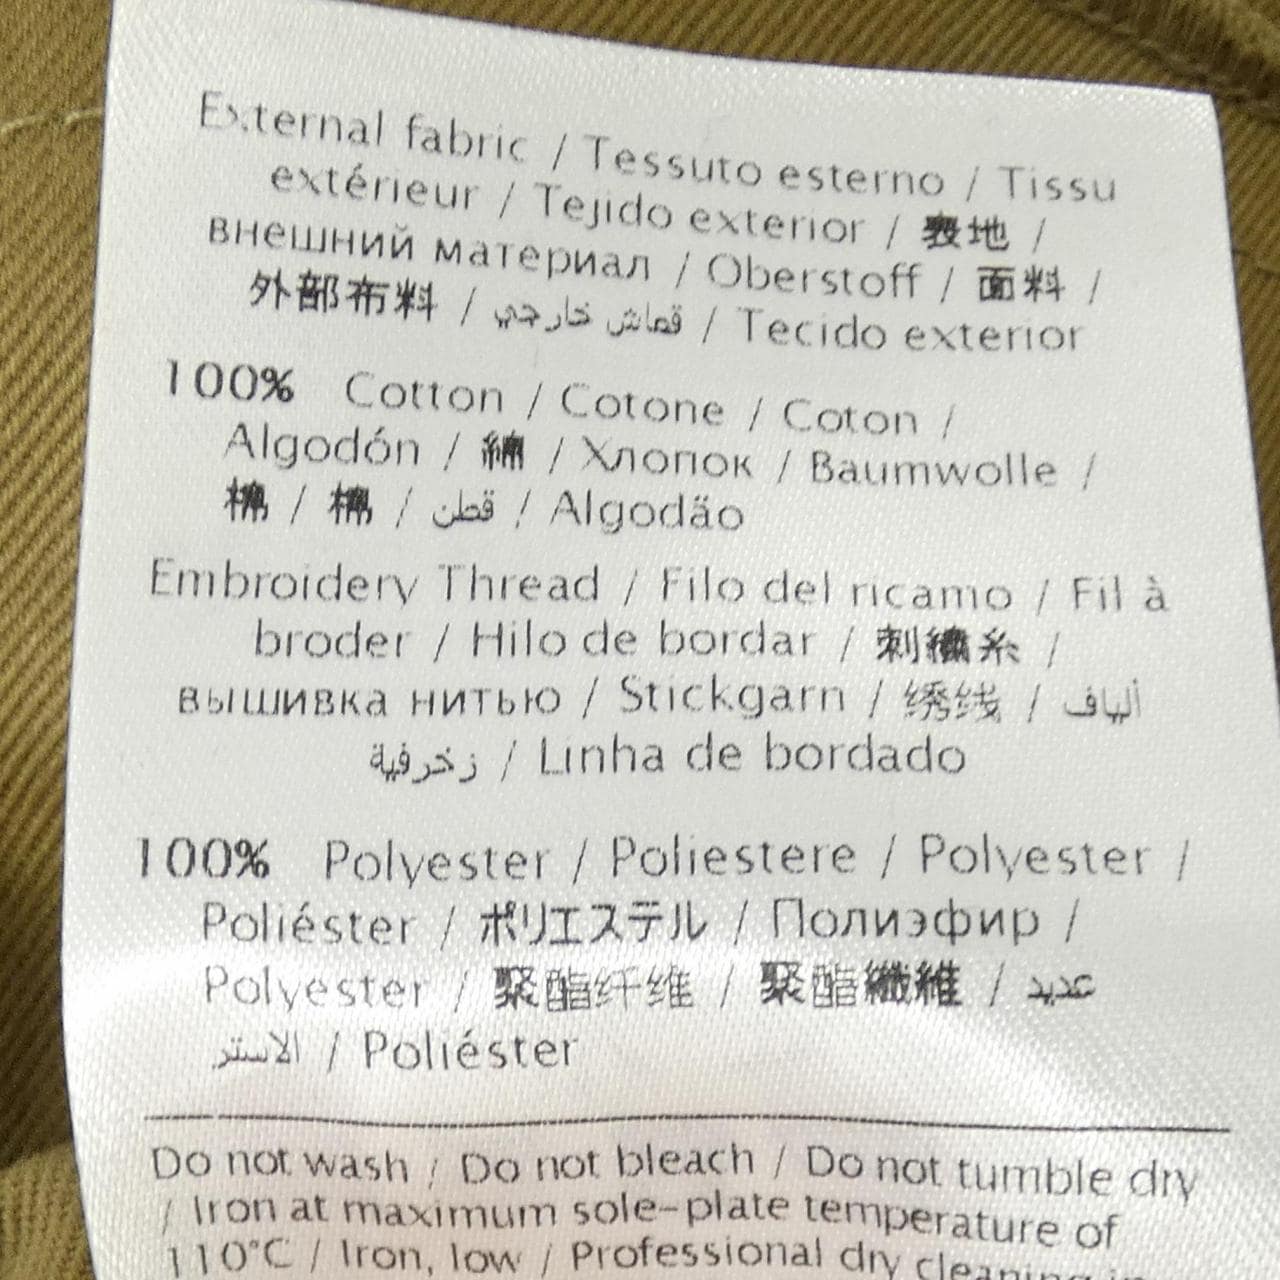 External fabric / Tessuto esterno / Tissu
extérieur / Tejido exterior / 表地 /
внешний материал / Oberstoff / 面料 /
外部布料 / قماش خارجي / Tecido exterior
100% Cotton / Cotone / Coton /
Algodón / 綿 / Хлопок / Baumwolle /
棉 / 棉 / قطن / Algodão
Embroidery Thread / Filo del ricamo / Fil à
broder / Hilo de bordar / 刺繍糸 /
вышивка нитью / Stickgarn / 绣线 / ألياف
زخرفية / Linha de bordado
100% Polyester / Poliestere / Polyester /
Poliéster / ポリエステル / Полиэфир /
Polyester / 聚酯纤维 / 聚酯纖維 / عديد
الاستر / Poliéster
Do not wash / Do not bleach / Do not tumble dry
/ Iron at maximum sole-plate temperature of
110°C / Iron, low / Professional dry cleaning in